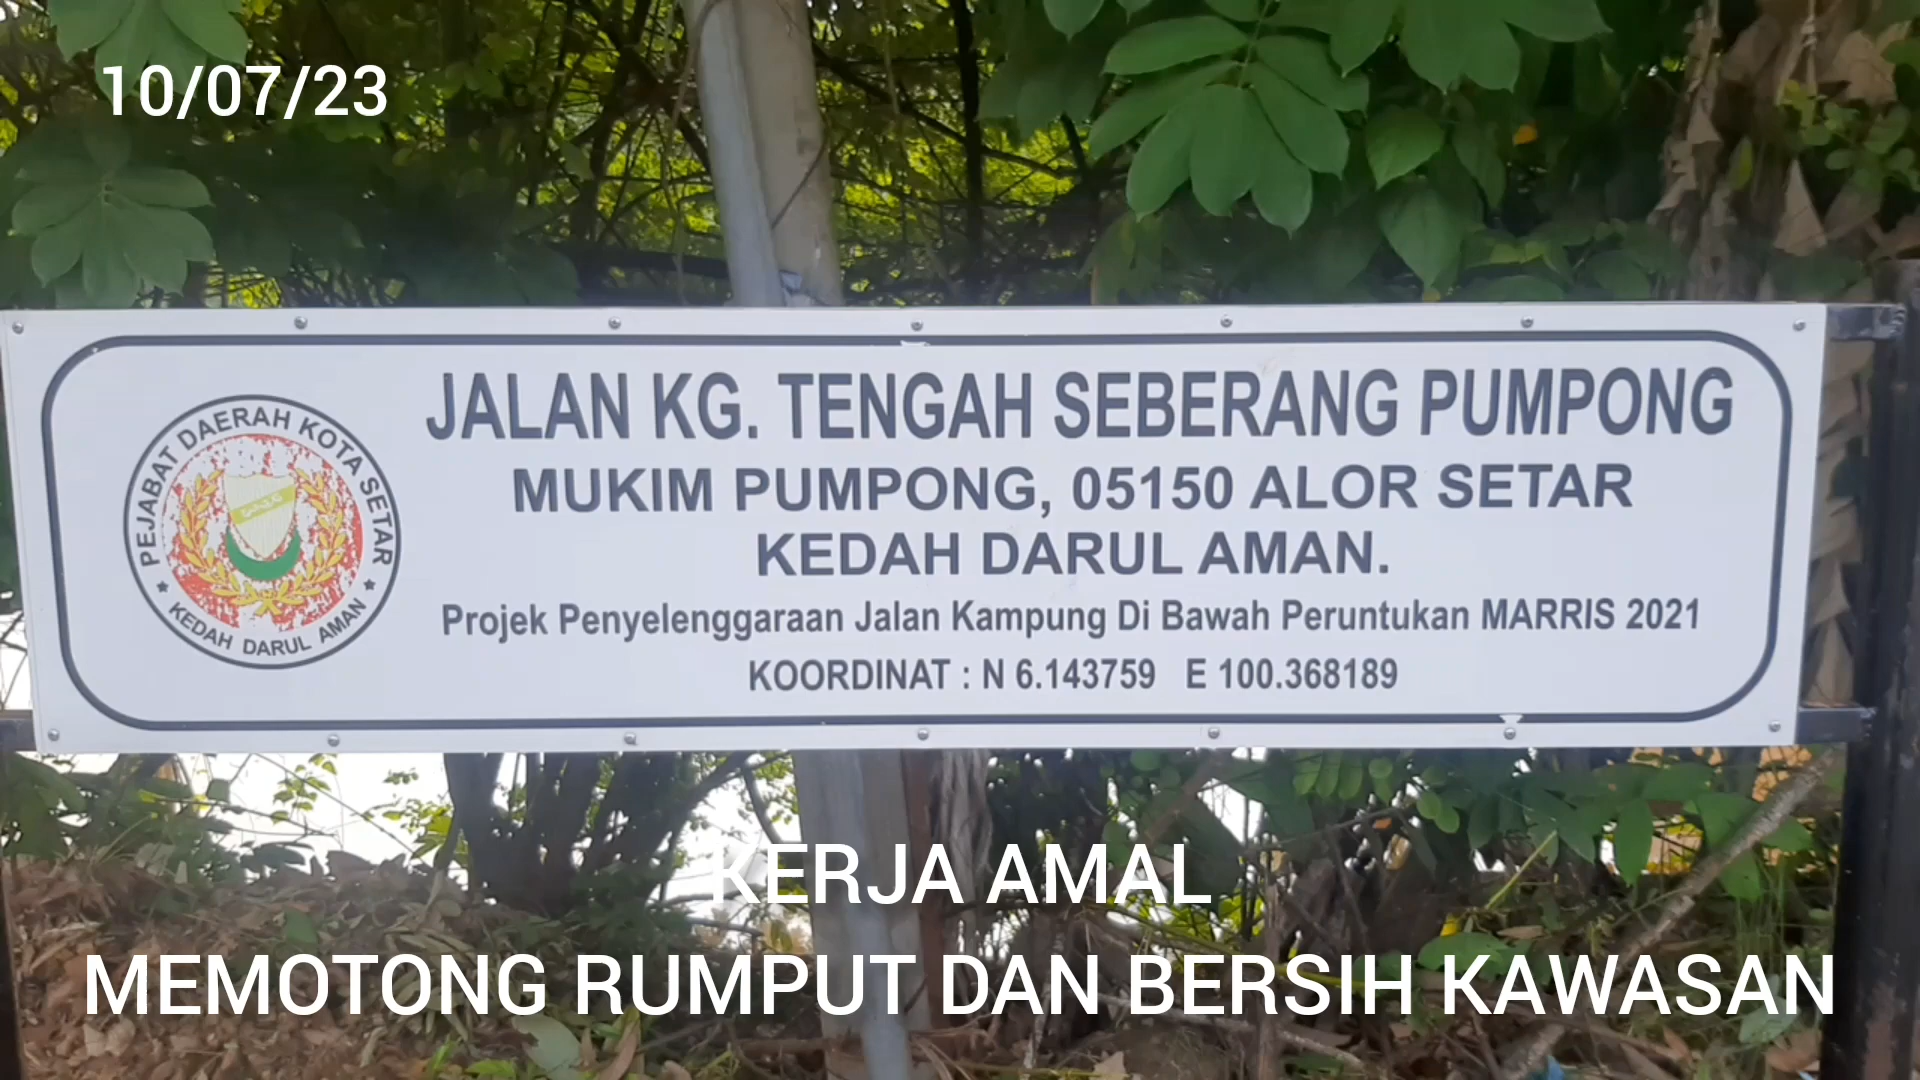 10/07/23
JALAN KG. TENGAH SEBERANG PUMPONG
MUKIM PUMPONG, 05150 ALOR SETAR
KEDAH DARUL AMAN.
Projek Penyelenggaraan Jalan Kampung Di Bawah Peruntukan MARRIS 2021
KOORDINAT : N 6.143759 E 100.368189
PEJABAT DAERAH KOTA SETAR
KEDAH DARUL AMAN
KERJA AMAL
MEMOTONG RUMPUT DAN BERSIH KAWASAN